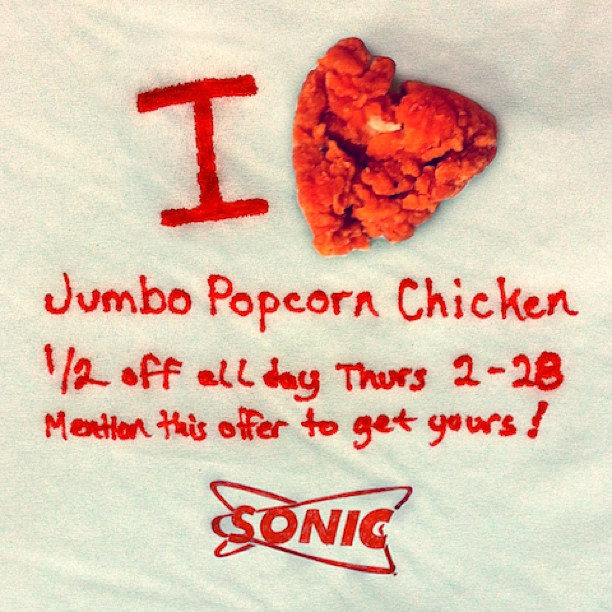 I
Jumbo Popcorn Chicken
1/2 off all day Thurs 2-28
Mention this offer to get yours!
SONIC